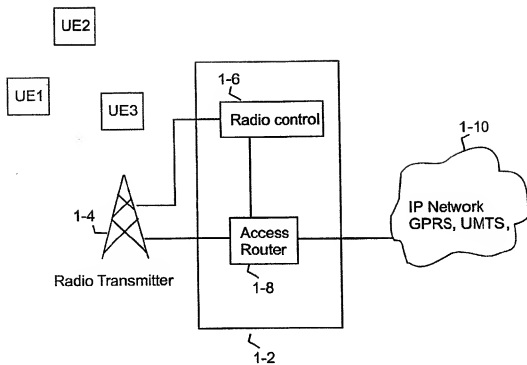 UE2
UE1
UE3
1-6
Radio control
1-10
1-4
IP Network
GPRS, UMTS,
Access
Router
Radio Transmitter
1-8
1-2